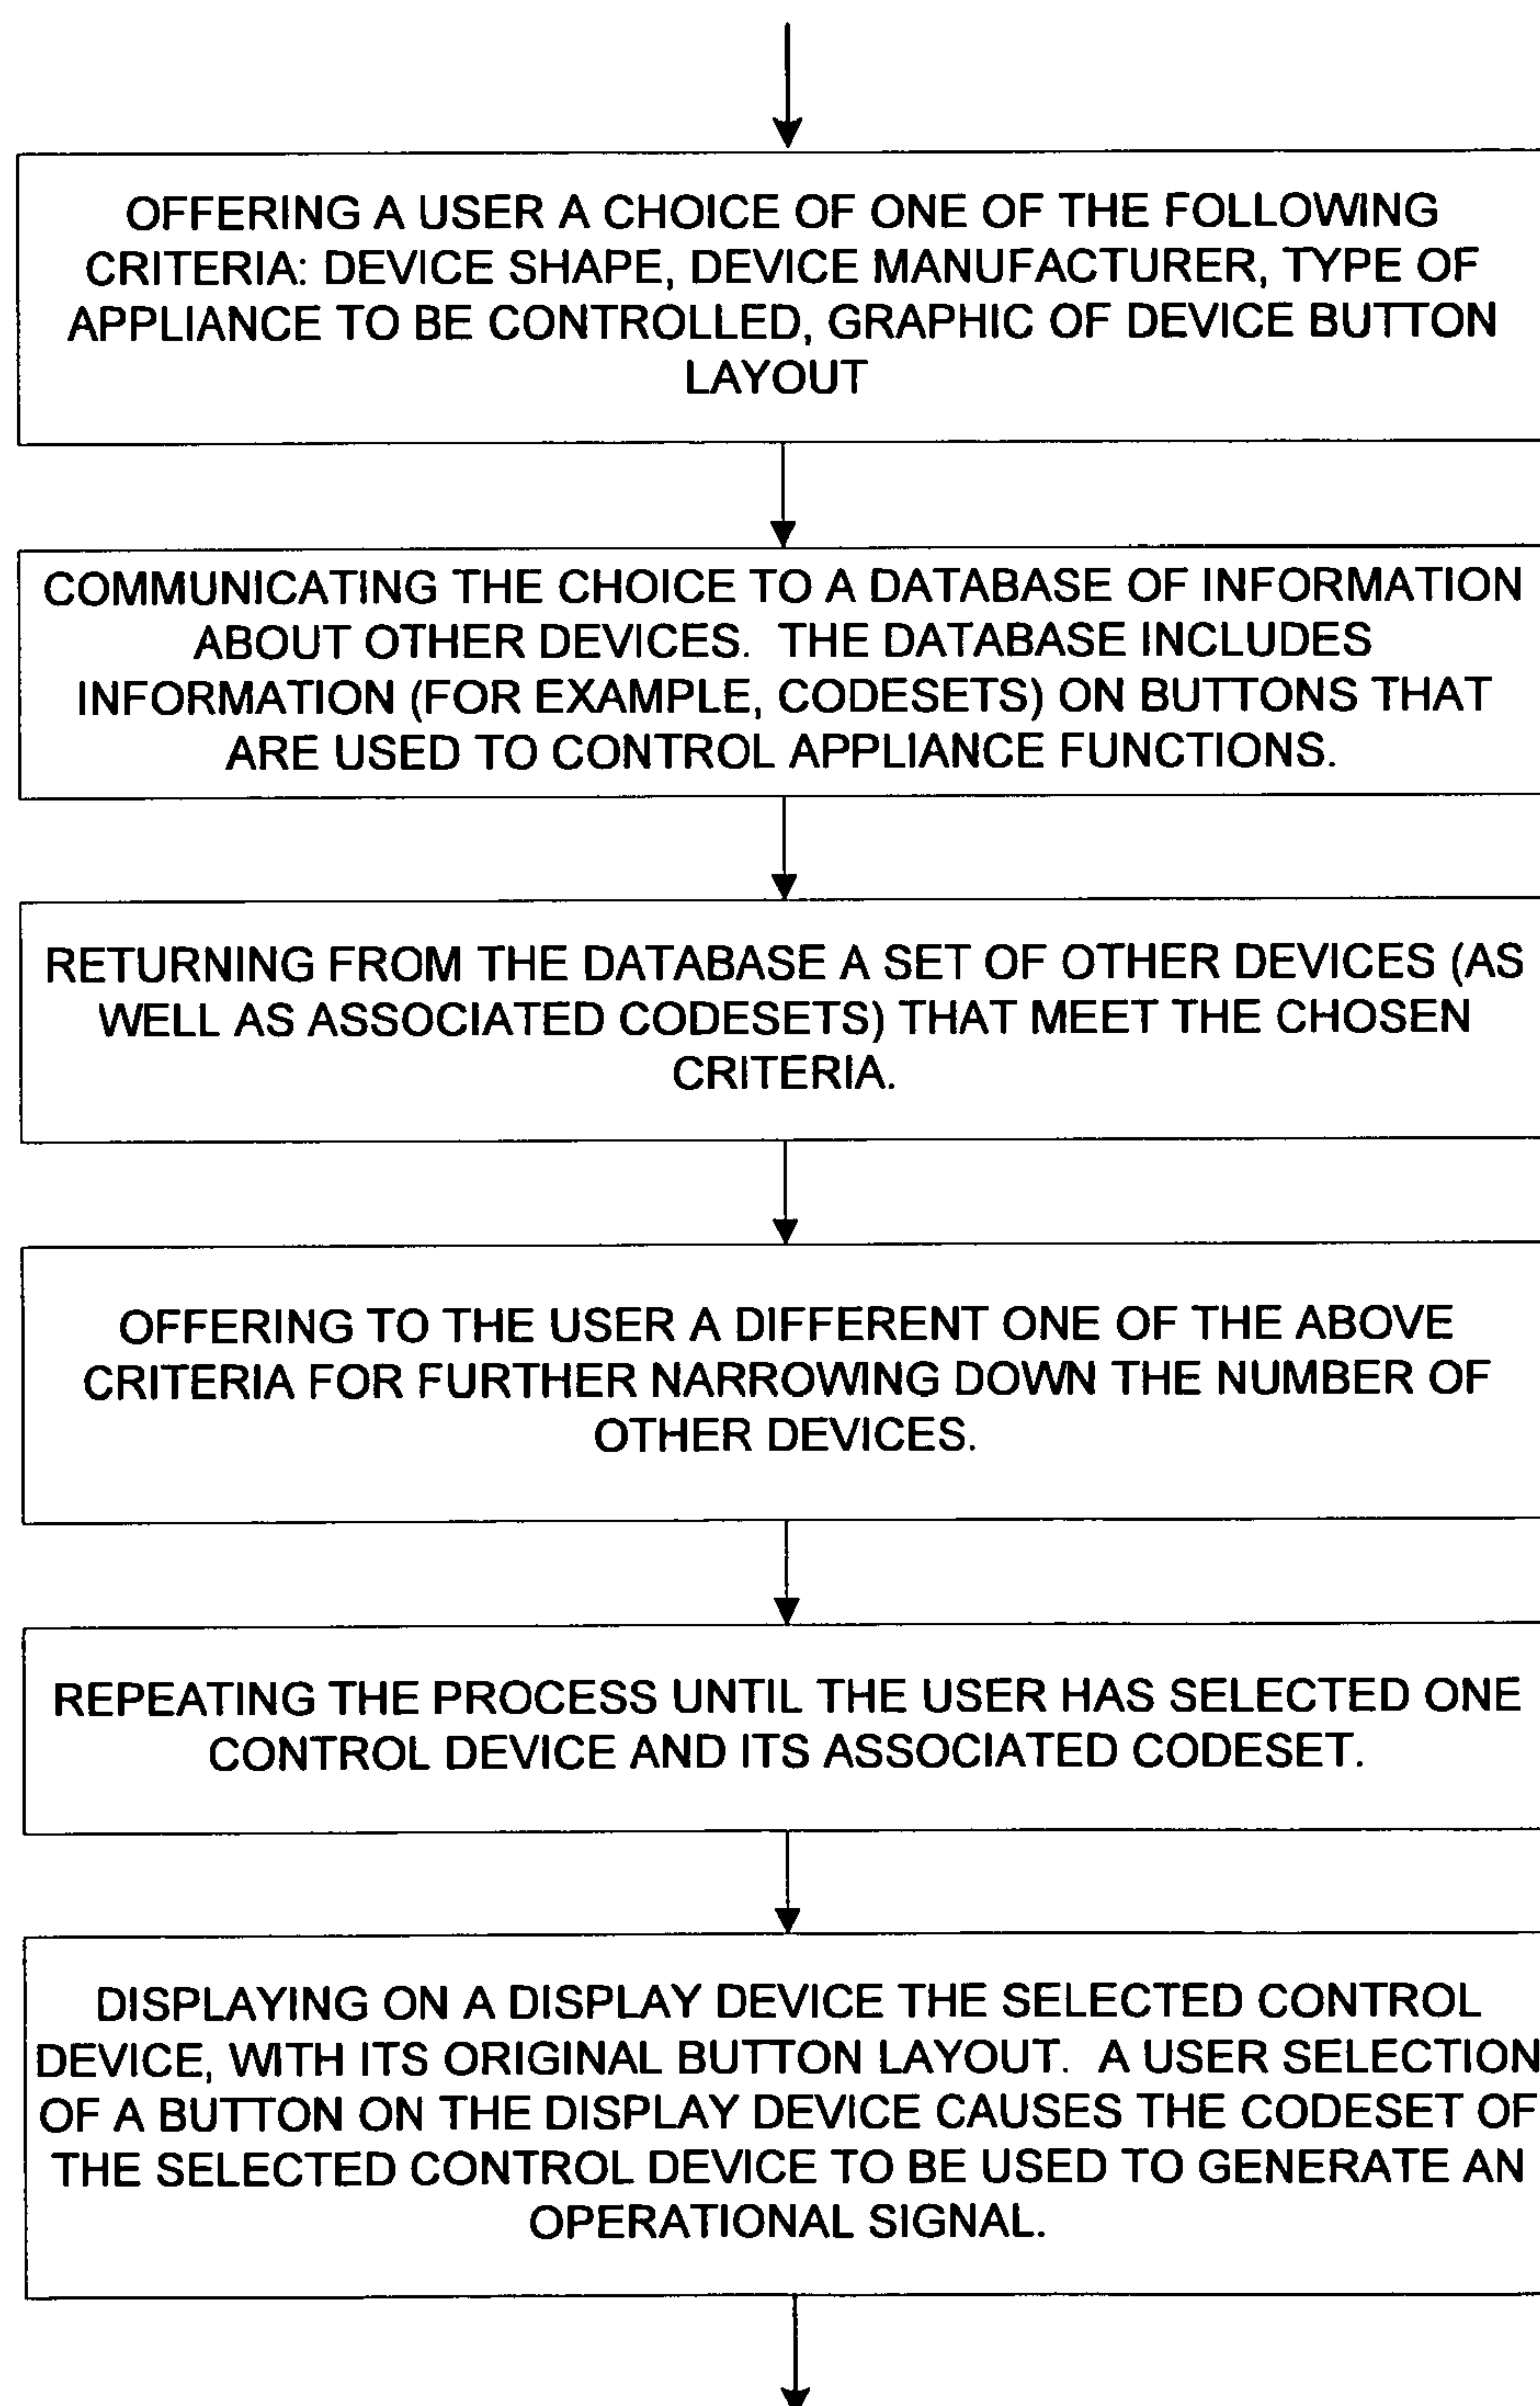 OFFERING A USER A CHOICE OF ONE OF THE FOLLOWING
CRITERIA: DEVICE SHAPE, DEVICE MANUFACTURER, TYPE OF
APPLIANCE TO BE CONTROLLED, GRAPHIC OF DEVICE BUTTON
LAYOUT
COMMUNICATING THE CHOICE TO A DATABASE OF INFORMATION
ABOUT OTHER DEVICES. THE DATABASE INCLUDES
INFORMATION (FOR EXAMPLE, CODESETS) ON BUTTONS THAT
ARE USED TO CONTROL APPLIANCE FUNCTIONS.
RETURNING FROM THE DATABASE A SET OF OTHER DEVICES (AS
WELL AS ASSOCIATED CODESETS) THAT MEET THE CHOSEN
CRITERIA.
OFFERING TO THE USER A DIFFERENT ONE OF THE ABOVE
CRITERIA FOR FURTHER NARROWING DOWN THE NUMBER OF
OTHER DEVICES.
REPEATING THE PROCESS UNTIL THE USER HAS SELECTED ONE
CONTROL DEVICE AND ITS ASSOCIATED CODESET.
DISPLAYING ON A DISPLAY DEVICE THE SELECTED CONTROL
DEVICE, WITH ITS ORIGINAL BUTTON LAYOUT. A USER SELECTION
OF A BUTTON ON THE DISPLAY DEVICE CAUSES THE CODESET OF
THE SELECTED CONTROL DEVICE TO BE USED TO GENERATE AN
OPERATIONAL SIGNAL.